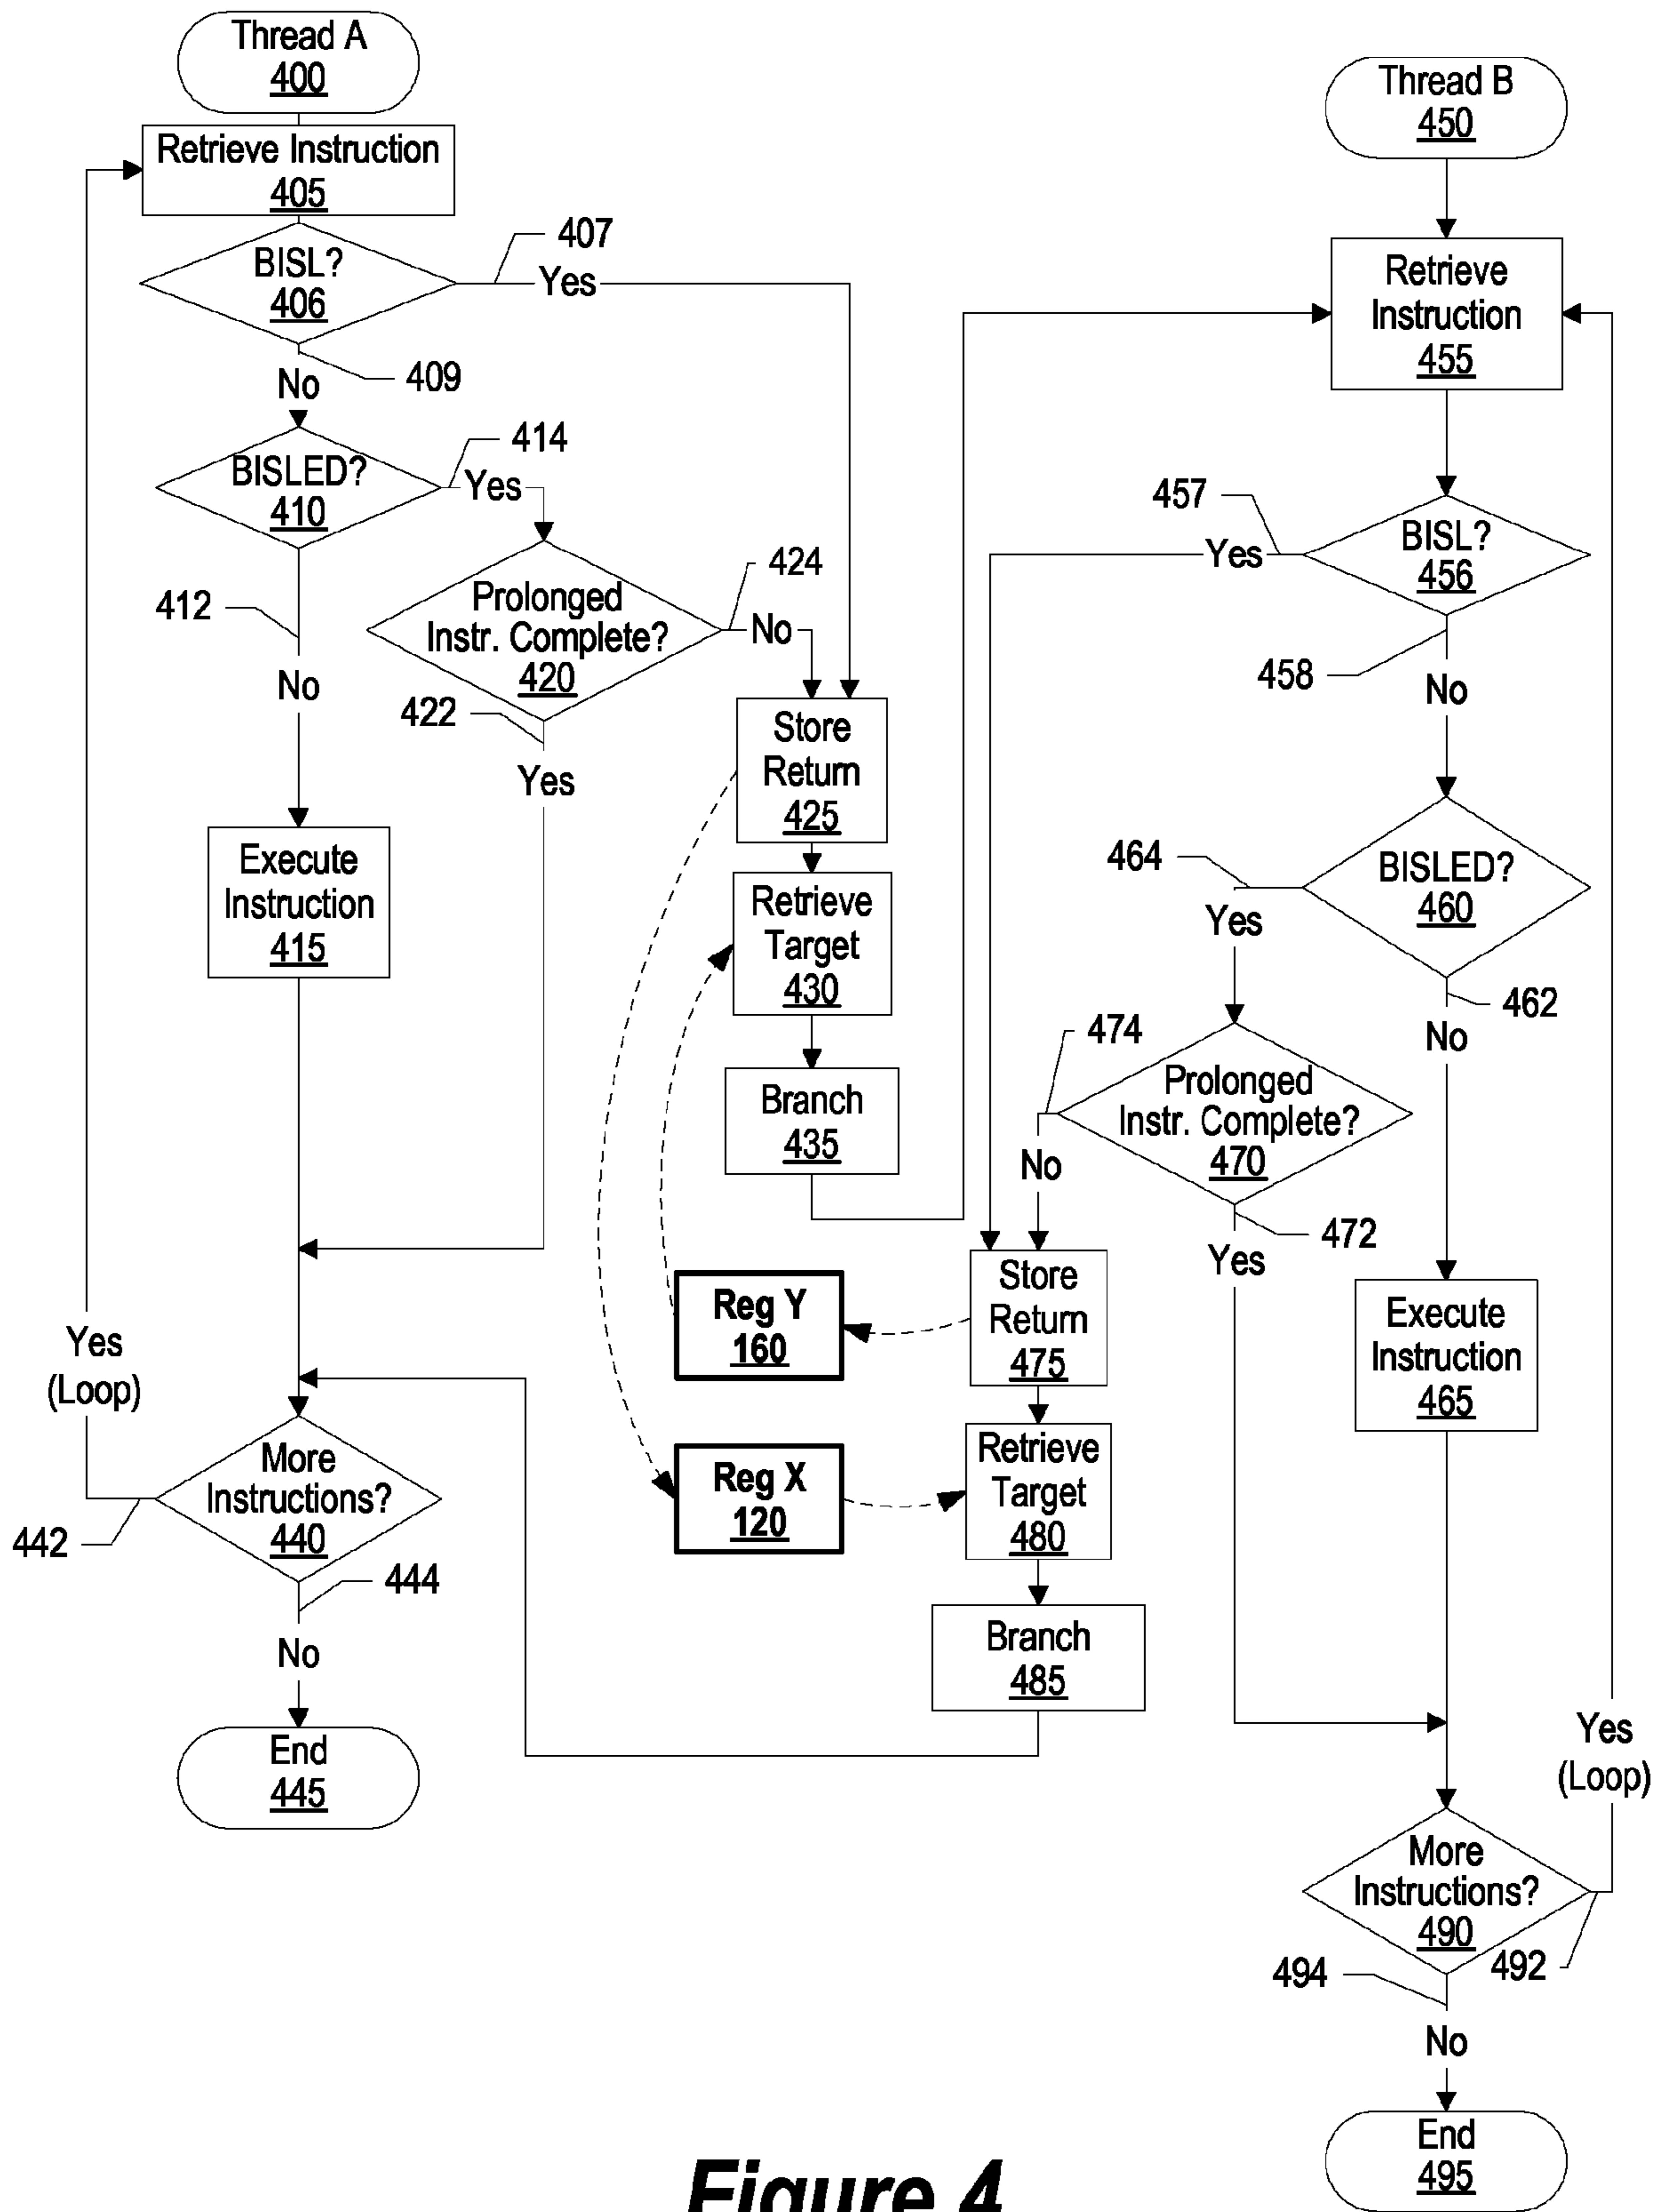 Thread A
400
Retrieve Instruction
405
BISL?
406
407
Yes
409
No
BISLED?
410
414
Yes
412
No
Prolonged
Instr. Complete?
420
424
No
422
Yes
Execute
Instruction
415
Store
Return
425
Retrieve
Target
430
Branch
435
Yes
(Loop)
More
Instructions?
440
442
444
No
End
445
Reg Y
160
Reg X
120
Thread B
450
Retrieve
Instruction
455
457
Yes
BISL?
456
458
No
464
Yes
BISLED?
460
462
No
474
No
Prolonged
Instr. Complete?
470
472
Yes
Store
Return
475
Retrieve
Target
480
Branch
485
Execute
Instruction
465
Yes
(Loop)
More
Instructions?
490
492
494
No
End
495
Figure 4